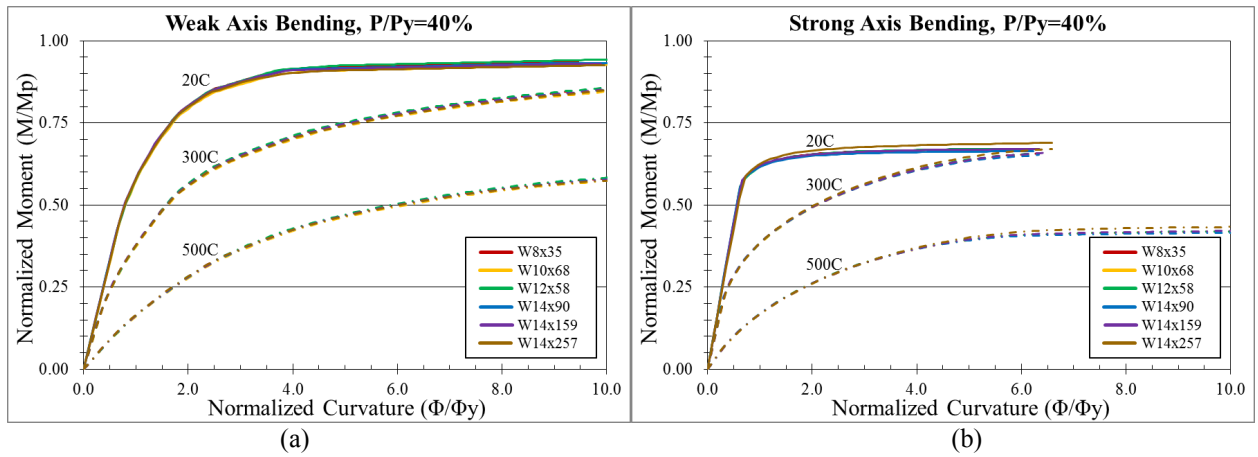 Weak Axis Bending, P/Py=40%
Normalized Moment (M/Mp)
1.00
0.75
0.50
0.25
0.00
20C
300C
500C
W8x35
W10x68
W12x58
W14x90
W14x159
W14x257
0.0 2.0 4.0 6.0 8.0 10.0
Normalized Curvature (Φ/Φy)
(a)
Strong Axis Bending, P/Py=40%
Normalized Moment (M/Mp)
1.00
0.75
0.50
0.25
0.00
20C
300C
500C
W8x35
W10x68
W12x58
W14x90
W14x159
W14x257
0.0 2.0 4.0 6.0 8.0 10.0
Normalized Curvature (Φ/Φy)
(b)